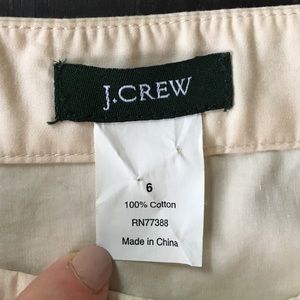 J.CREW
6
100% Cotton
RN77388
Made in China